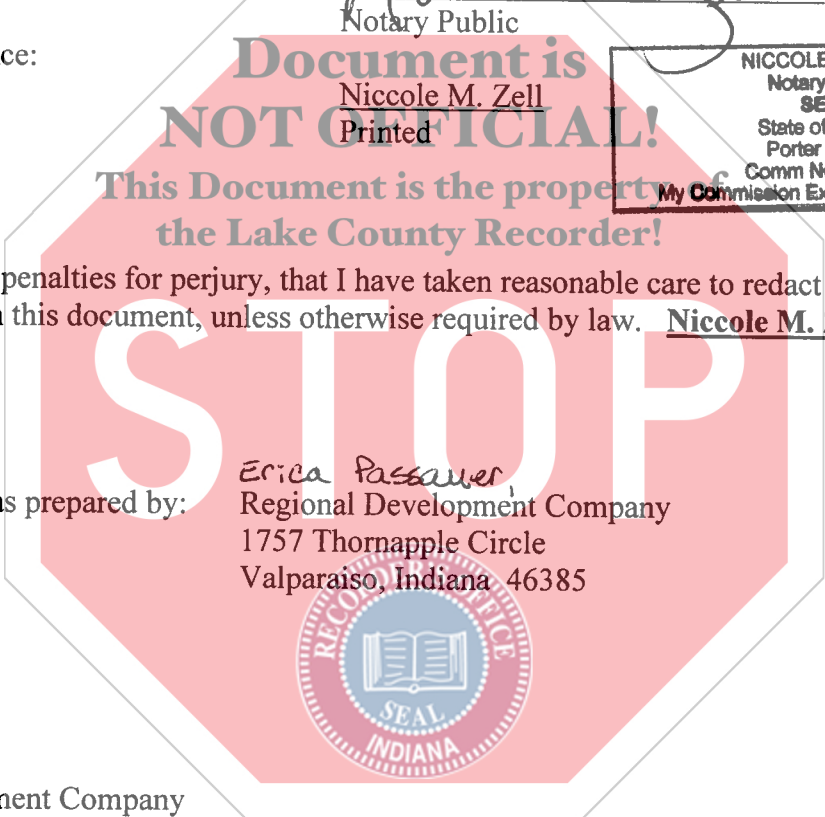 Notary Public
ce:
Document is
NICCOLE
Notary
SE
Niccole M. Zell
NOT OFFICIAL!
Printed
State of
Porter
Comm N
My Commission Ex
This Document is the property of
the Lake County Recorder!
penalties for perjury, that I have taken reasonable care to redact
this document, unless otherwise required by law. Niccole M.
STOP
Erica Passauer,
s prepared by: Regional Development Company
1757 Thornapple Circle
Valparaiso, Indiana 46385
RECORDER'S OFFICE
SEAL
INDIANA
ment Company